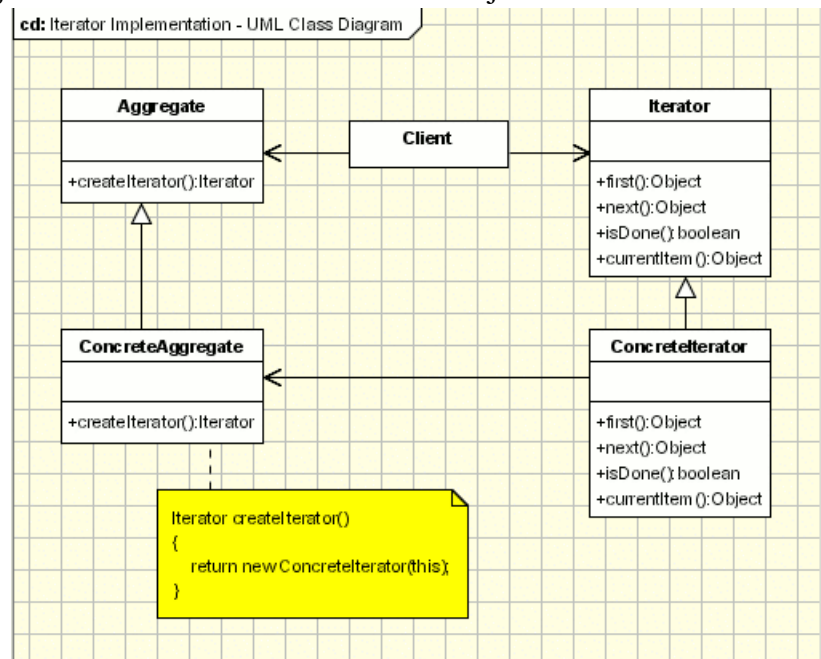 cd: Iterator Implementation - UML Class Diagram
Aggregate
+createIterator():Iterator
Client
Iterator
+first():Object
+next():Object
+isDone():boolean
+currentItem():Object
ConcreteAggregate
+createIterator():Iterator
ConcreteIterator
+first():Object
+next():Object
+isDone():boolean
+currentItem():Object
Iterator createIterator()
{
return new ConcreteIterator(this);
}